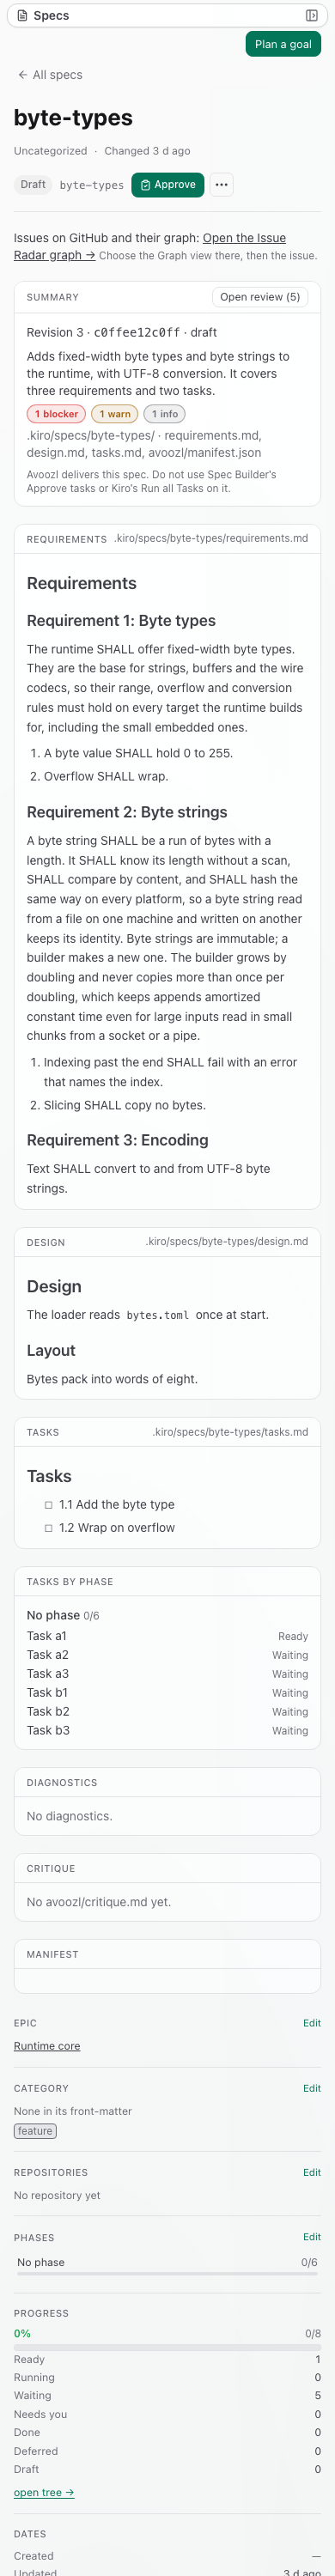 Specs
Plan a goal
← All specs
byte-types
Uncategorized · Changed 3 d ago
Draft byte-types Approve ···
Issues on GitHub and their graph: Open the Issue
Radar graph → Choose the Graph view there, then the issue.
SUMMARY Open review (5)
Revision 3 · c0ffee12c0ff · draft
Adds fixed-width byte types and byte strings to
the runtime, with UTF-8 conversion. It covers
three requirements and two tasks.
1 blocker 1 warn 1 info
.kiro/specs/byte-types/ · requirements.md,
design.md, tasks.md, avoozl/manifest.json
Avoozl delivers this spec. Do not use Spec Builder's
Approve tasks or Kiro's Run all Tasks on it.
REQUIREMENTS .kiro/specs/byte-types/requirements.md
Requirements
Requirement 1: Byte types
The runtime SHALL offer fixed-width byte types.
They are the base for strings, buffers and the wire
codecs, so their range, overflow and conversion
rules must hold on every target the runtime builds
for, including the small embedded ones.
1. A byte value SHALL hold 0 to 255.
2. Overflow SHALL wrap.
Requirement 2: Byte strings
A byte string SHALL be a run of bytes with a
length. It SHALL know its length without a scan,
SHALL compare by content, and SHALL hash the
same way on every platform, so a byte string read
from a file on one machine and written on another
keeps its identity. Byte strings are immutable; a
builder makes a new one. The builder grows by
doubling and never copies more than once per
doubling, which keeps appends amortized
constant time even for large inputs read in small
chunks from a socket or a pipe.
1. Indexing past the end SHALL fail with an error
that names the index.
2. Slicing SHALL copy no bytes.
Requirement 3: Encoding
Text SHALL convert to and from UTF-8 byte
strings.
DESIGN .kiro/specs/byte-types/design.md
Design
The loader reads bytes.toml once at start.
Layout
Bytes pack into words of eight.
TASKS .kiro/specs/byte-types/tasks.md
Tasks
1.1 Add the byte type
1.2 Wrap on overflow
TASKS BY PHASE
No phase 0/6
Task a1 Ready
Task a2 Waiting
Task a3 Waiting
Task b1 Waiting
Task b2 Waiting
Task b3 Waiting
DIAGNOSTICS
No diagnostics.
CRITIQUE
No avoozl/critique.md yet.
MANIFEST
EPIC Edit
Runtime core
CATEGORY Edit
None in its front-matter
feature
REPOSITORIES Edit
No repository yet
PHASES Edit
No phase 0/6
PROGRESS
0% 0/8
Ready 1
Running 0
Waiting 5
Needs you 0
Done 0
Deferred 0
Draft 0
open tree →
DATES
Created —
Updated 3 d ago